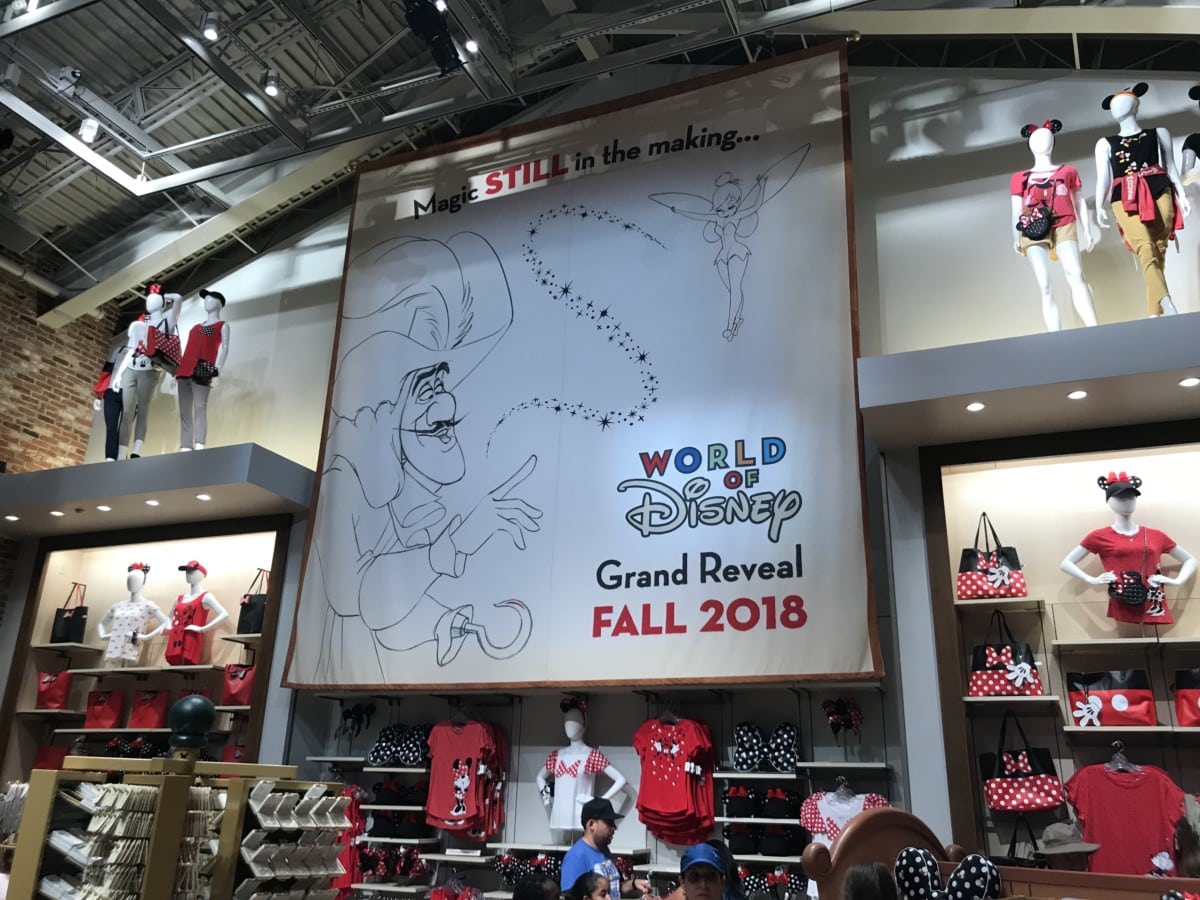 Magic STILL in the making...
WORLD
OF
Disney
Grand Reveal
FALL 2018